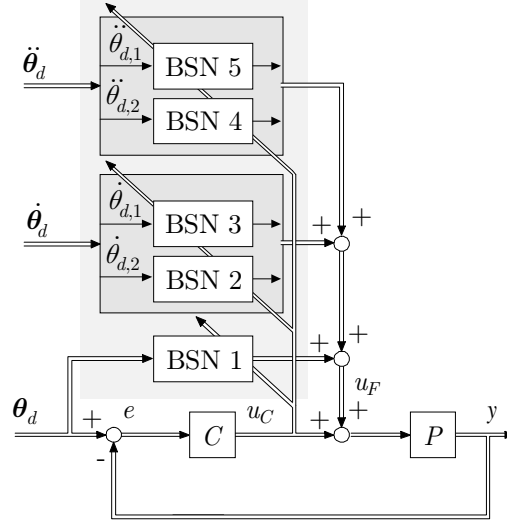 θ̈_d θ̈_{d,1} BSN 5
θ̈_{d,2} BSN 4
+
θ̇_d θ̇_{d,1} BSN 3 +
θ̇_{d,2} BSN 2
+
BSN 1 +
u_F
θ_d + e C u_C + + P y
-